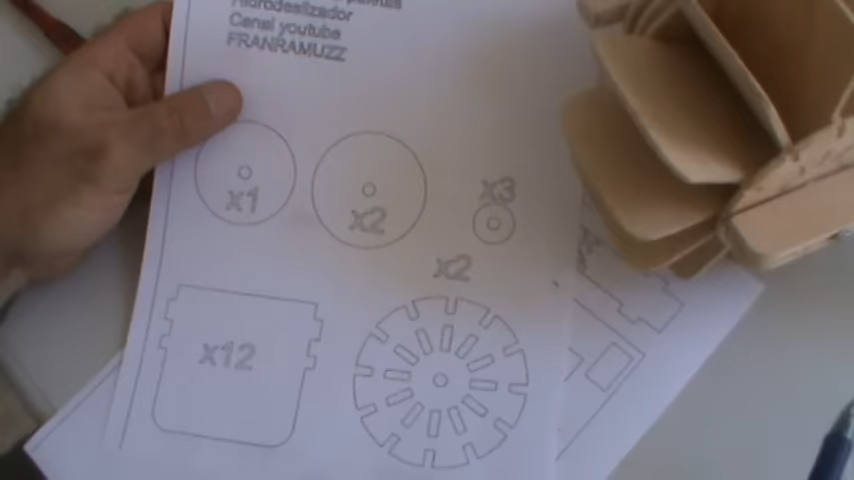 Hidrodeslizador
Canal youtube
FRANRAMUZZ
x1
x2
x3
x2
x12